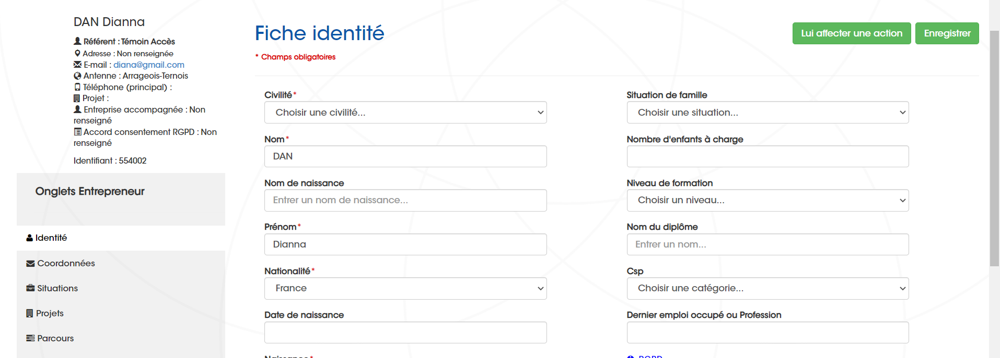 DAN Dianna
Référent : Témoin Accès
Adresse : Non renseignée
E-mail : diana@gmail.com
Antenne : Arrageois-Ternois
Téléphone (principal) :
Projet :
Entreprise accompagnée : Non
renseigné
Accord consentement RGPD : Non
renseigné
Identifiant : 554002
Onglets Entrepreneur
Identité
Coordonnées
Situations
Projets
Parcours
Fiche identité
Lui affecter une action
Enregistrer
* Champs obligatoires
Civilité*
Choisir une civilité...
Nom*
DAN
Nom de naissance
Entrer un nom de naissance...
Prénom*
Dianna
Nationalité*
France
Date de naissance
Naissance*
Situation de famille
Choisir une situation...
Nombre d'enfants à charge
Niveau de formation
Choisir un niveau...
Nom du diplôme
Entrer un nom...
Csp
Choisir une catégorie...
Dernier emploi occupé ou Profession
RGPD